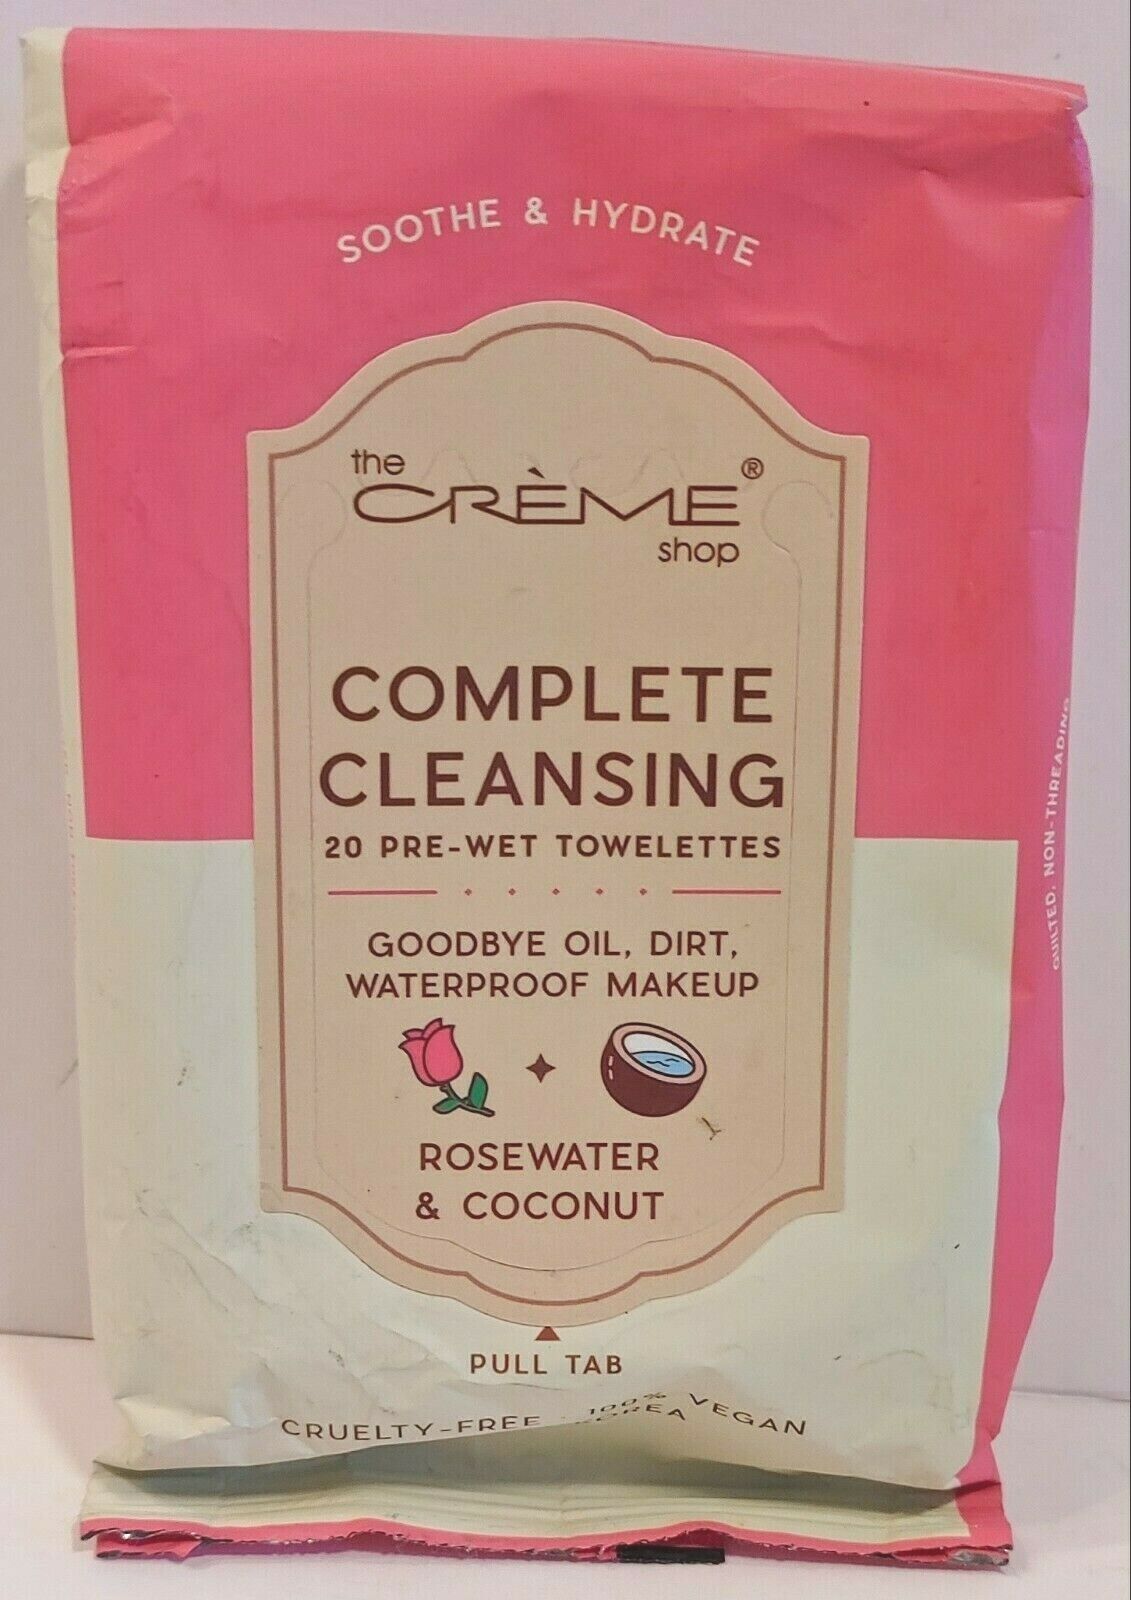 SOOTHE & HYDRATE
the
CRÈME®
shop
COMPLETE
CLEANSING
20 PRE-WET TOWELETTES
GOODBYE OIL, DIRT,
WATERPROOF MAKEUP
ROSEWATER
& COCONUT
PULL TAB
CRUELTY-FREE 100% VEGAN
KOREA
QUILTED, NON-THREADING